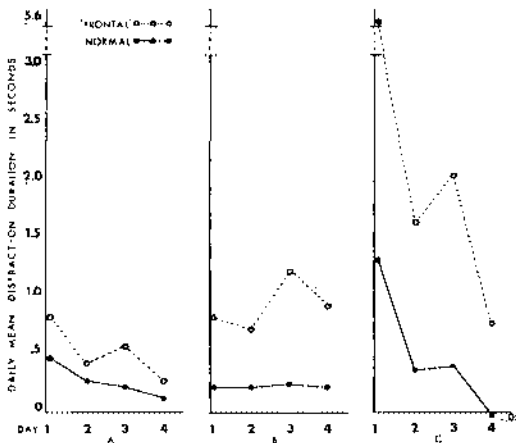 5.6
"FRONTAL"
NORMAL
3.0
2.5
2.0
1.5
1.0
.5
0
DAILY MEAN DISTRACTION DURATION IN SECONDS
DAY 1 2 3 4 1 2 3 4 1 2 3 4
A B C